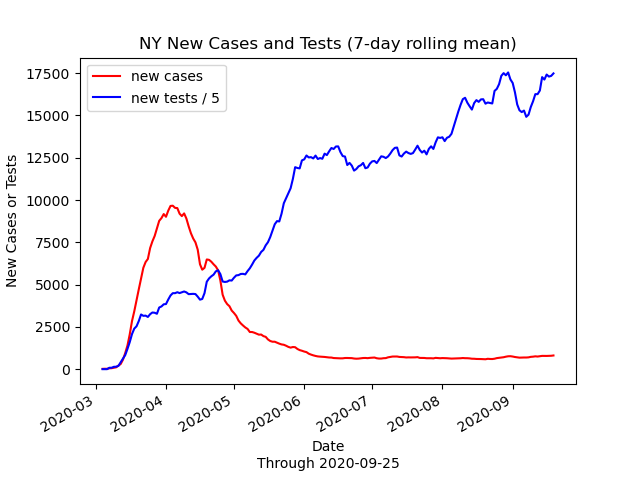 NY New Cases and Tests (7-day rolling mean)
new cases
new tests / 5
New Cases or Tests
17500
15000
12500
10000
7500
5000
2500
0
2020-03
2020-04
2020-05
2020-06
2020-07
2020-08
2020-09
Date
Through 2020-09-25